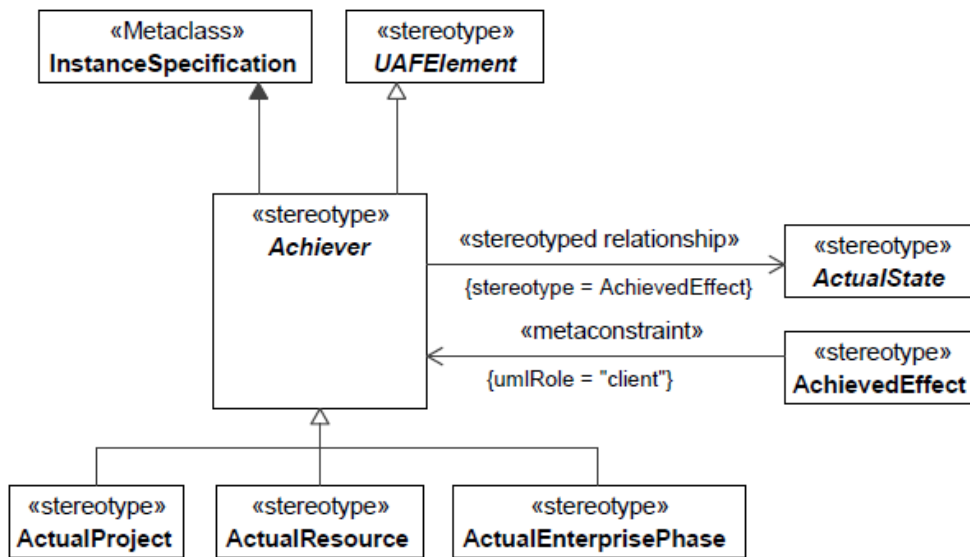 «Metaclass»
InstanceSpecification
«stereotype»
UAFElement
«stereotype»
Achiever
«stereotyped relationship»
{stereotype = AchievedEffect}
«stereotype»
ActualState
«metaconstraint»
{umlRole = "client"}
«stereotype»
AchievedEffect
«stereotype»
ActualProject
«stereotype»
ActualResource
«stereotype»
ActualEnterprisePhase